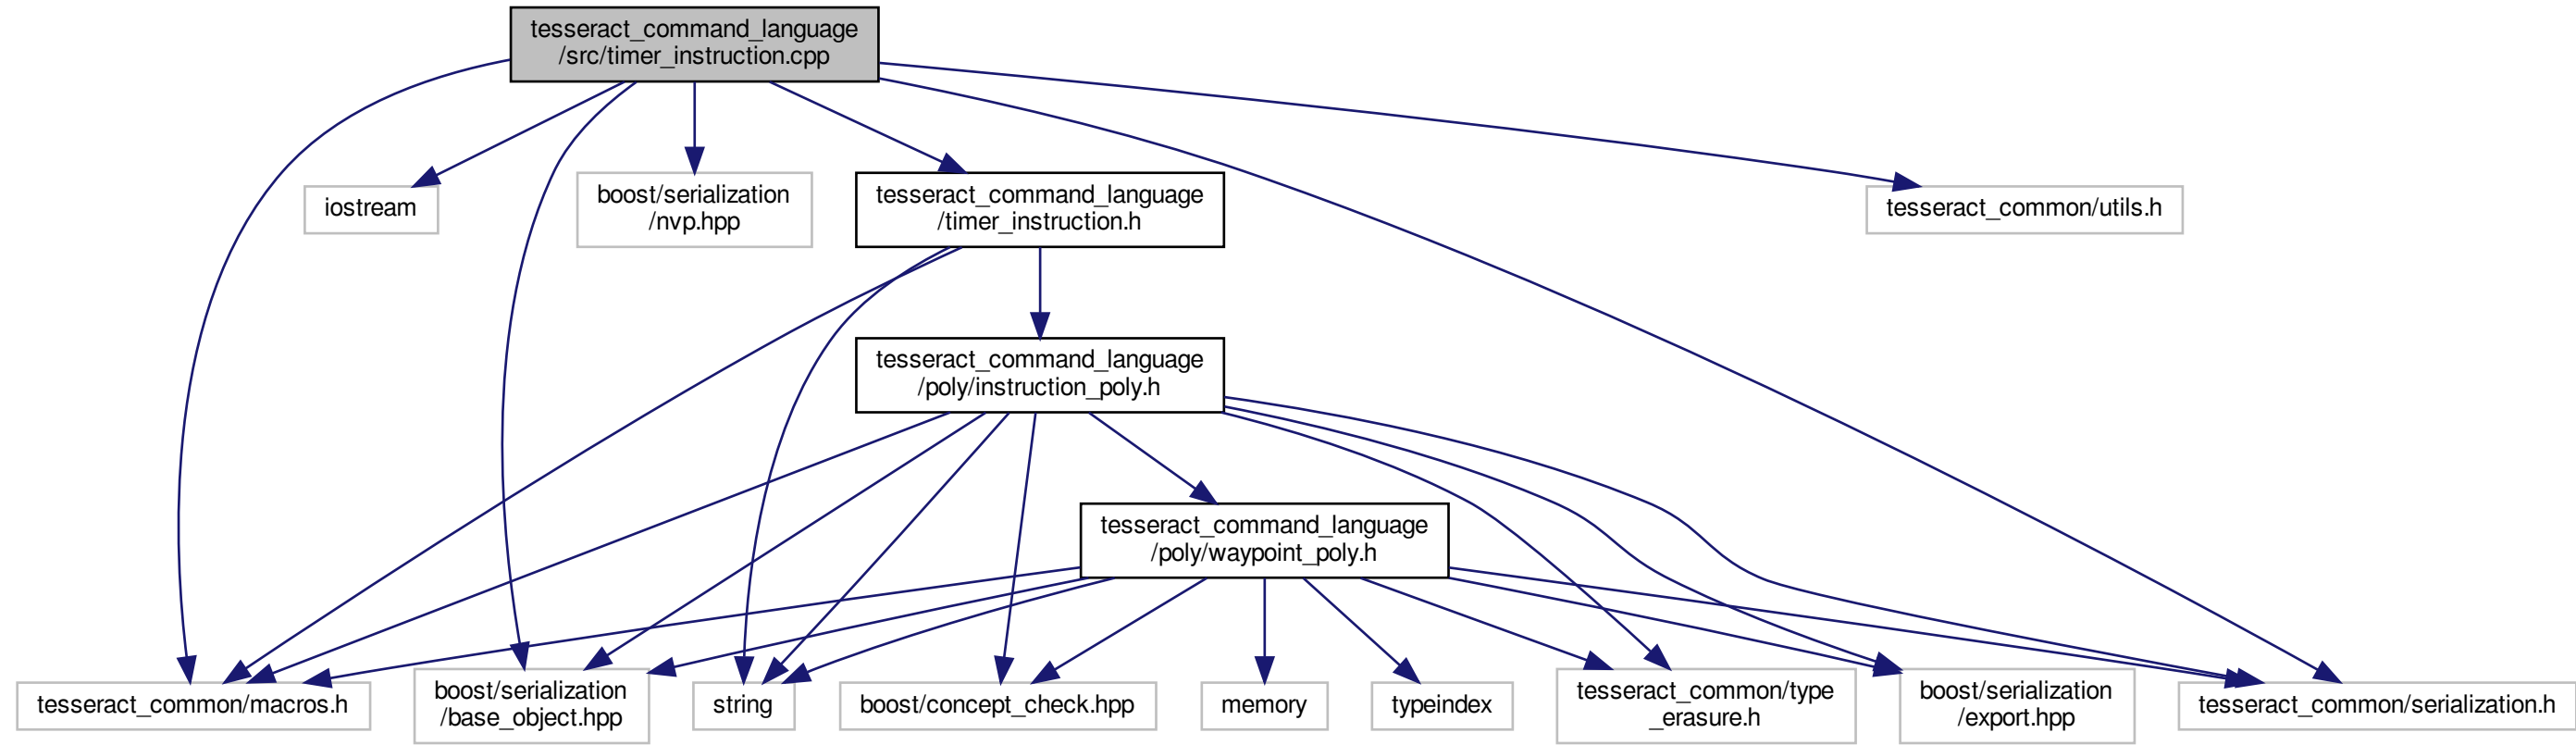 tesseract_command_language
/src/timer_instruction.cpp
iostream
boost/serialization
/nvp.hpp
tesseract_command_language
/timer_instruction.h
tesseract_common/utils.h
tesseract_command_language
/poly/instruction_poly.h
tesseract_command_language
/poly/waypoint_poly.h
tesseract_common/macros.h
boost/serialization
/base_object.hpp
string
boost/concept_check.hpp
memory
typeindex
tesseract_common/type
_erasure.h
boost/serialization
/export.hpp
tesseract_common/serialization.h